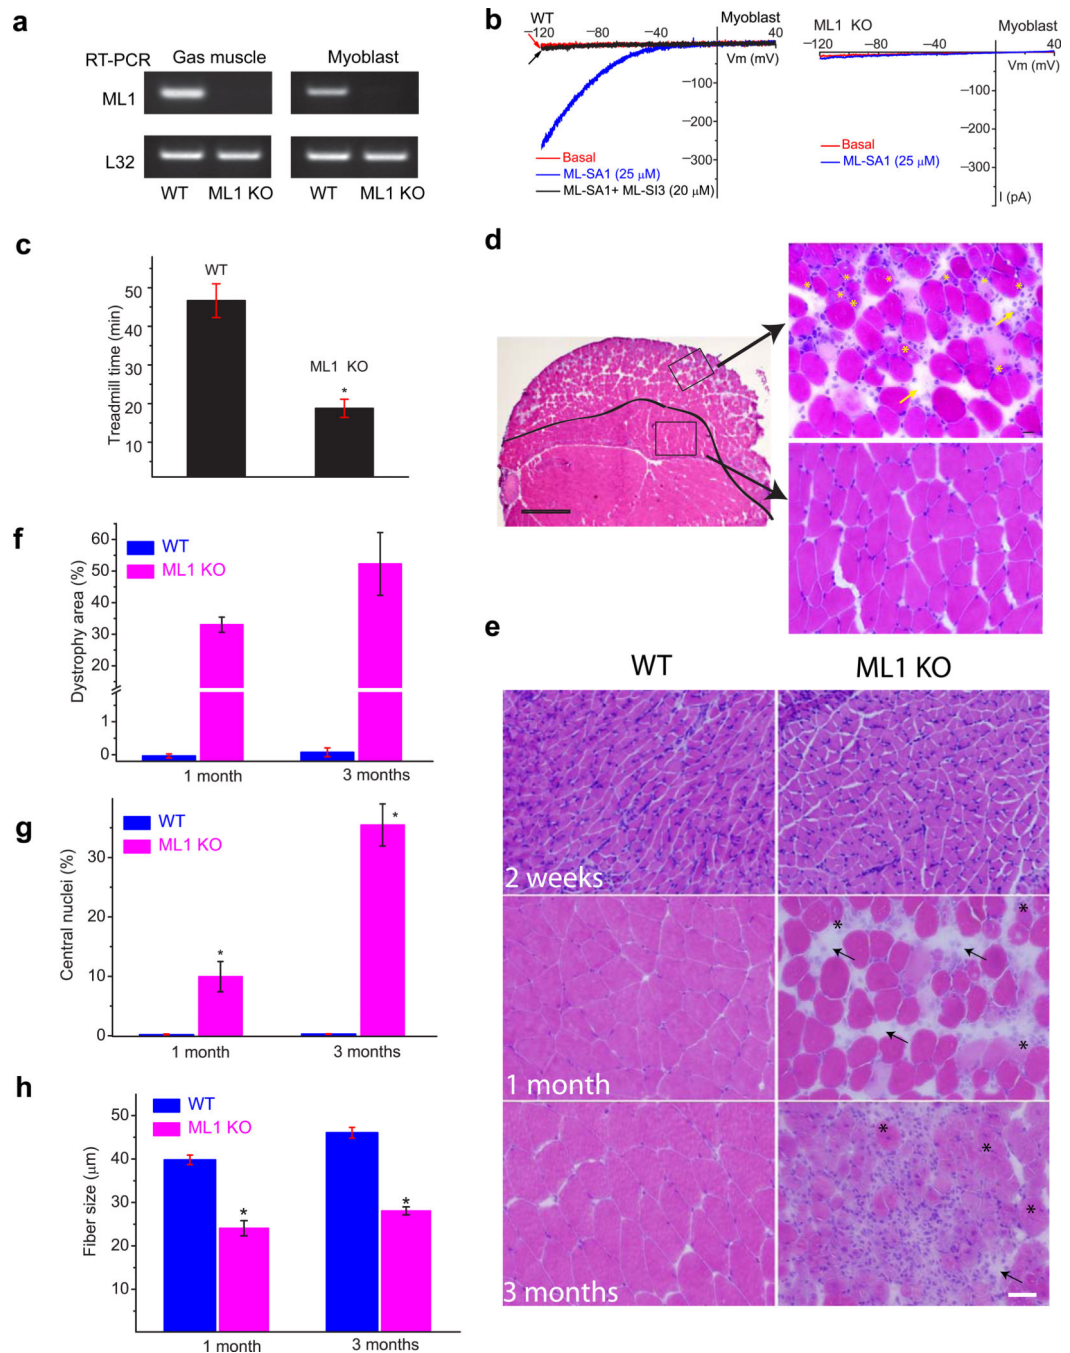 a
RT-PCR
Gas muscle
Myoblast
ML1
L32
WT
ML1 KO
WT
ML1 KO
b
WT
Myoblast
−120
−80
−40
40
Vm (mV)
−100
−200
−300
Basal
ML-SA1 (25 μM)
ML-SA1+ ML-SI3 (20 μM)
ML1 KO
Myoblast
−120
−80
−40
40
Vm (mV)
−100
−200
−300
Basal
ML-SA1 (25 μM)
I (pA)
c
Treadmill time (min)
50
40
30
20
10
WT
ML1 KO
*
d
* * * * * * * * * *
e
WT
ML1 KO
2 weeks
1 month
* * *
3 months
* * *
f
Dystrophy area (%)
60
50
40
30
20
1
0
WT
ML1 KO
1 month
3 months
g
Central nuclei (%)
30
20
10
0
WT
ML1 KO
*
*
1 month
3 months
h
Fiber size (μm)
50
40
30
20
10
WT
ML1 KO
*
*
1 month
3 months